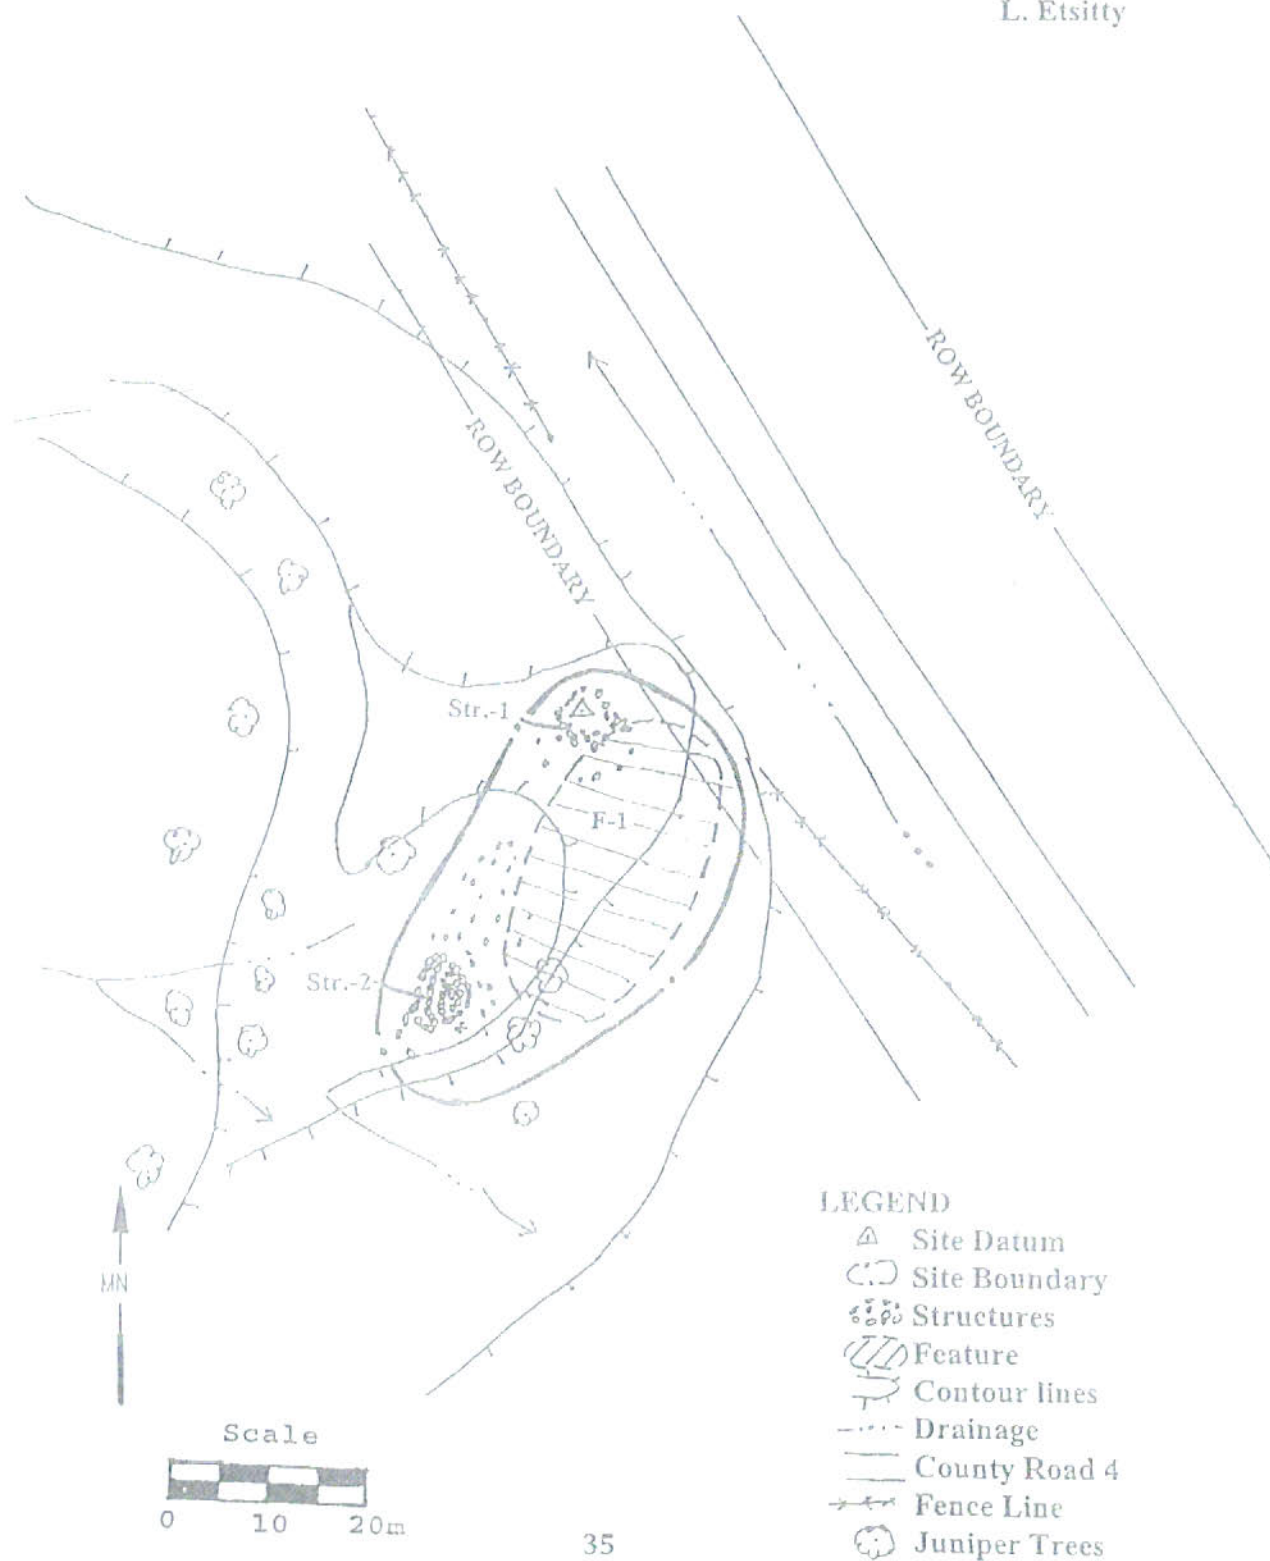 L. Etsitty
ROW BOUNDARY
ROW BOUNDARY
Str.-1
F-1
Str.-2
MN
LEGEND
Site Datum
Site Boundary
Structures
Feature
Contour lines
Drainage
County Road 4
Fence Line
Juniper Trees
Scale
0 10 20m
35